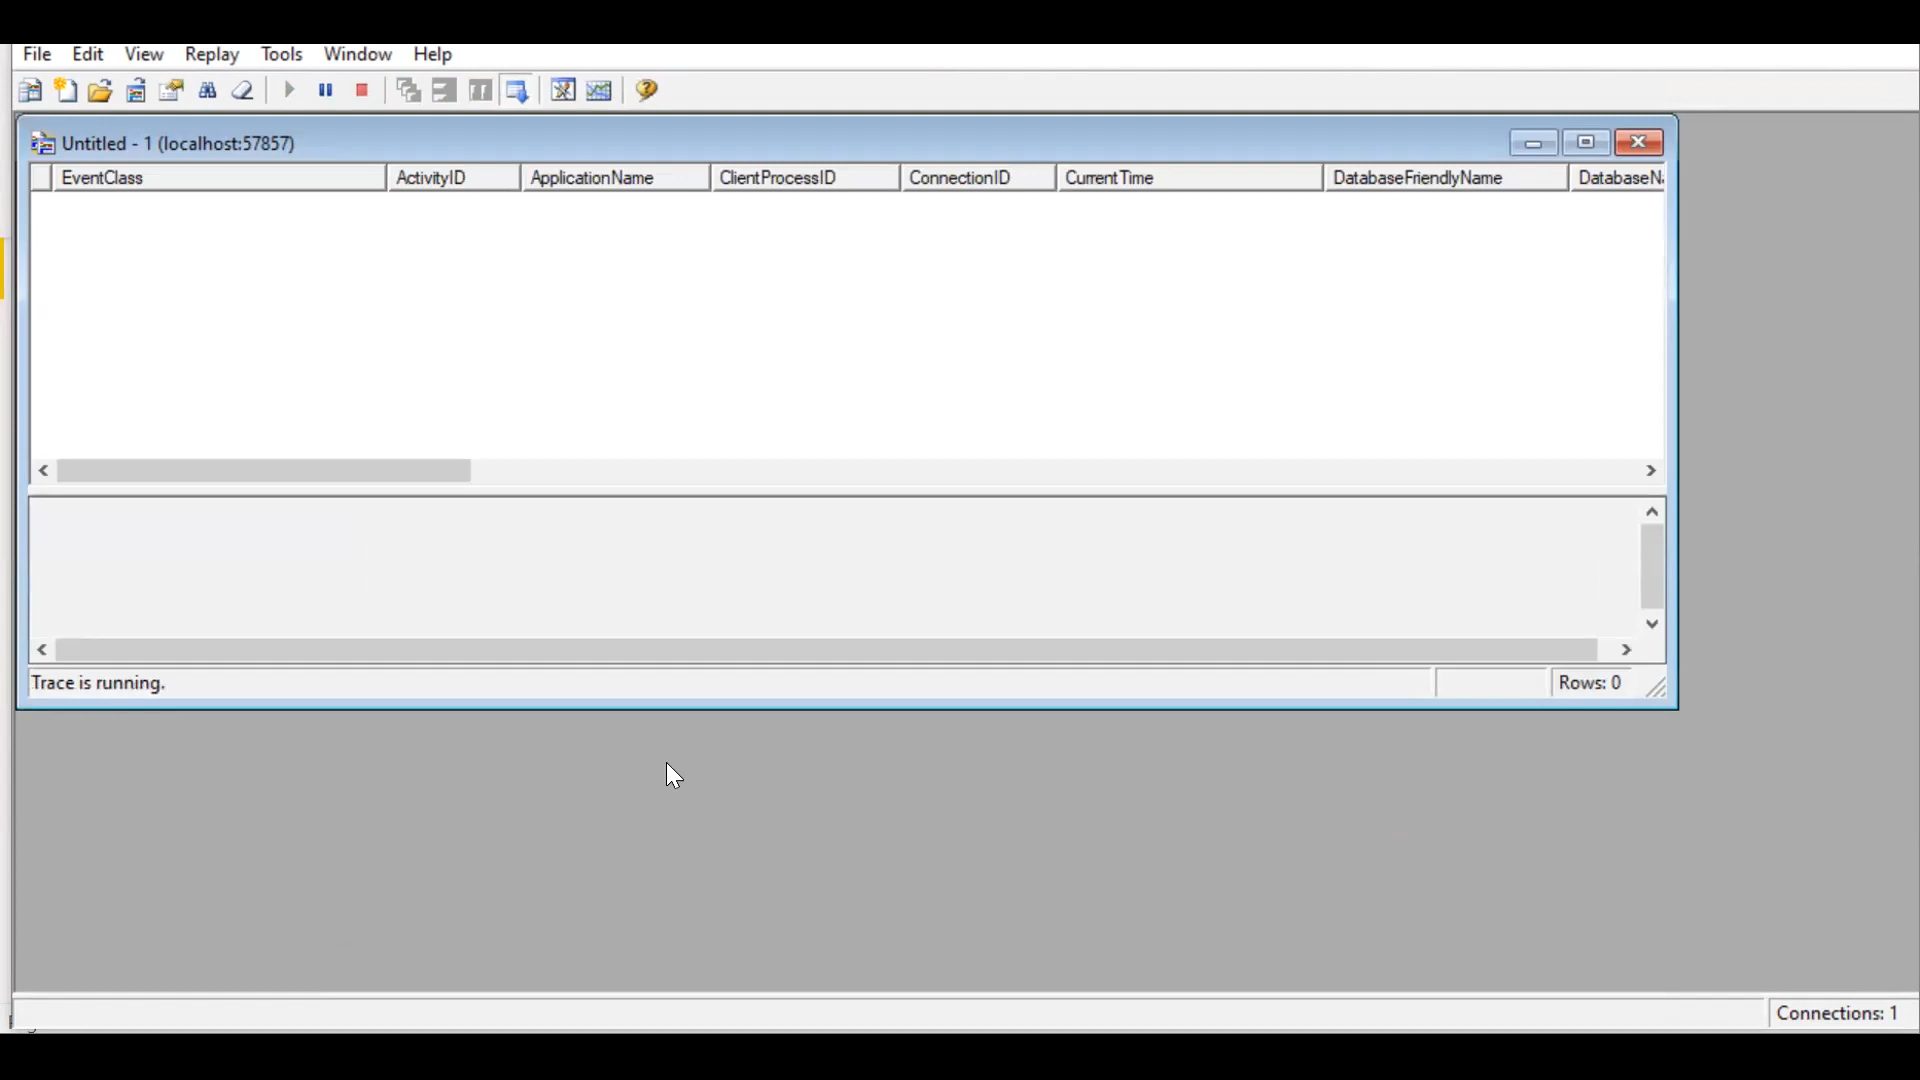 File Edit View Replay Tools Window Help
Untitled - 1 (localhost:57857)
EventClass ActivityID ApplicationName ClientProcessID ConnectionID CurrentTime DatabaseFriendlyName DatabaseN
Trace is running. Rows: 0
Connections: 1